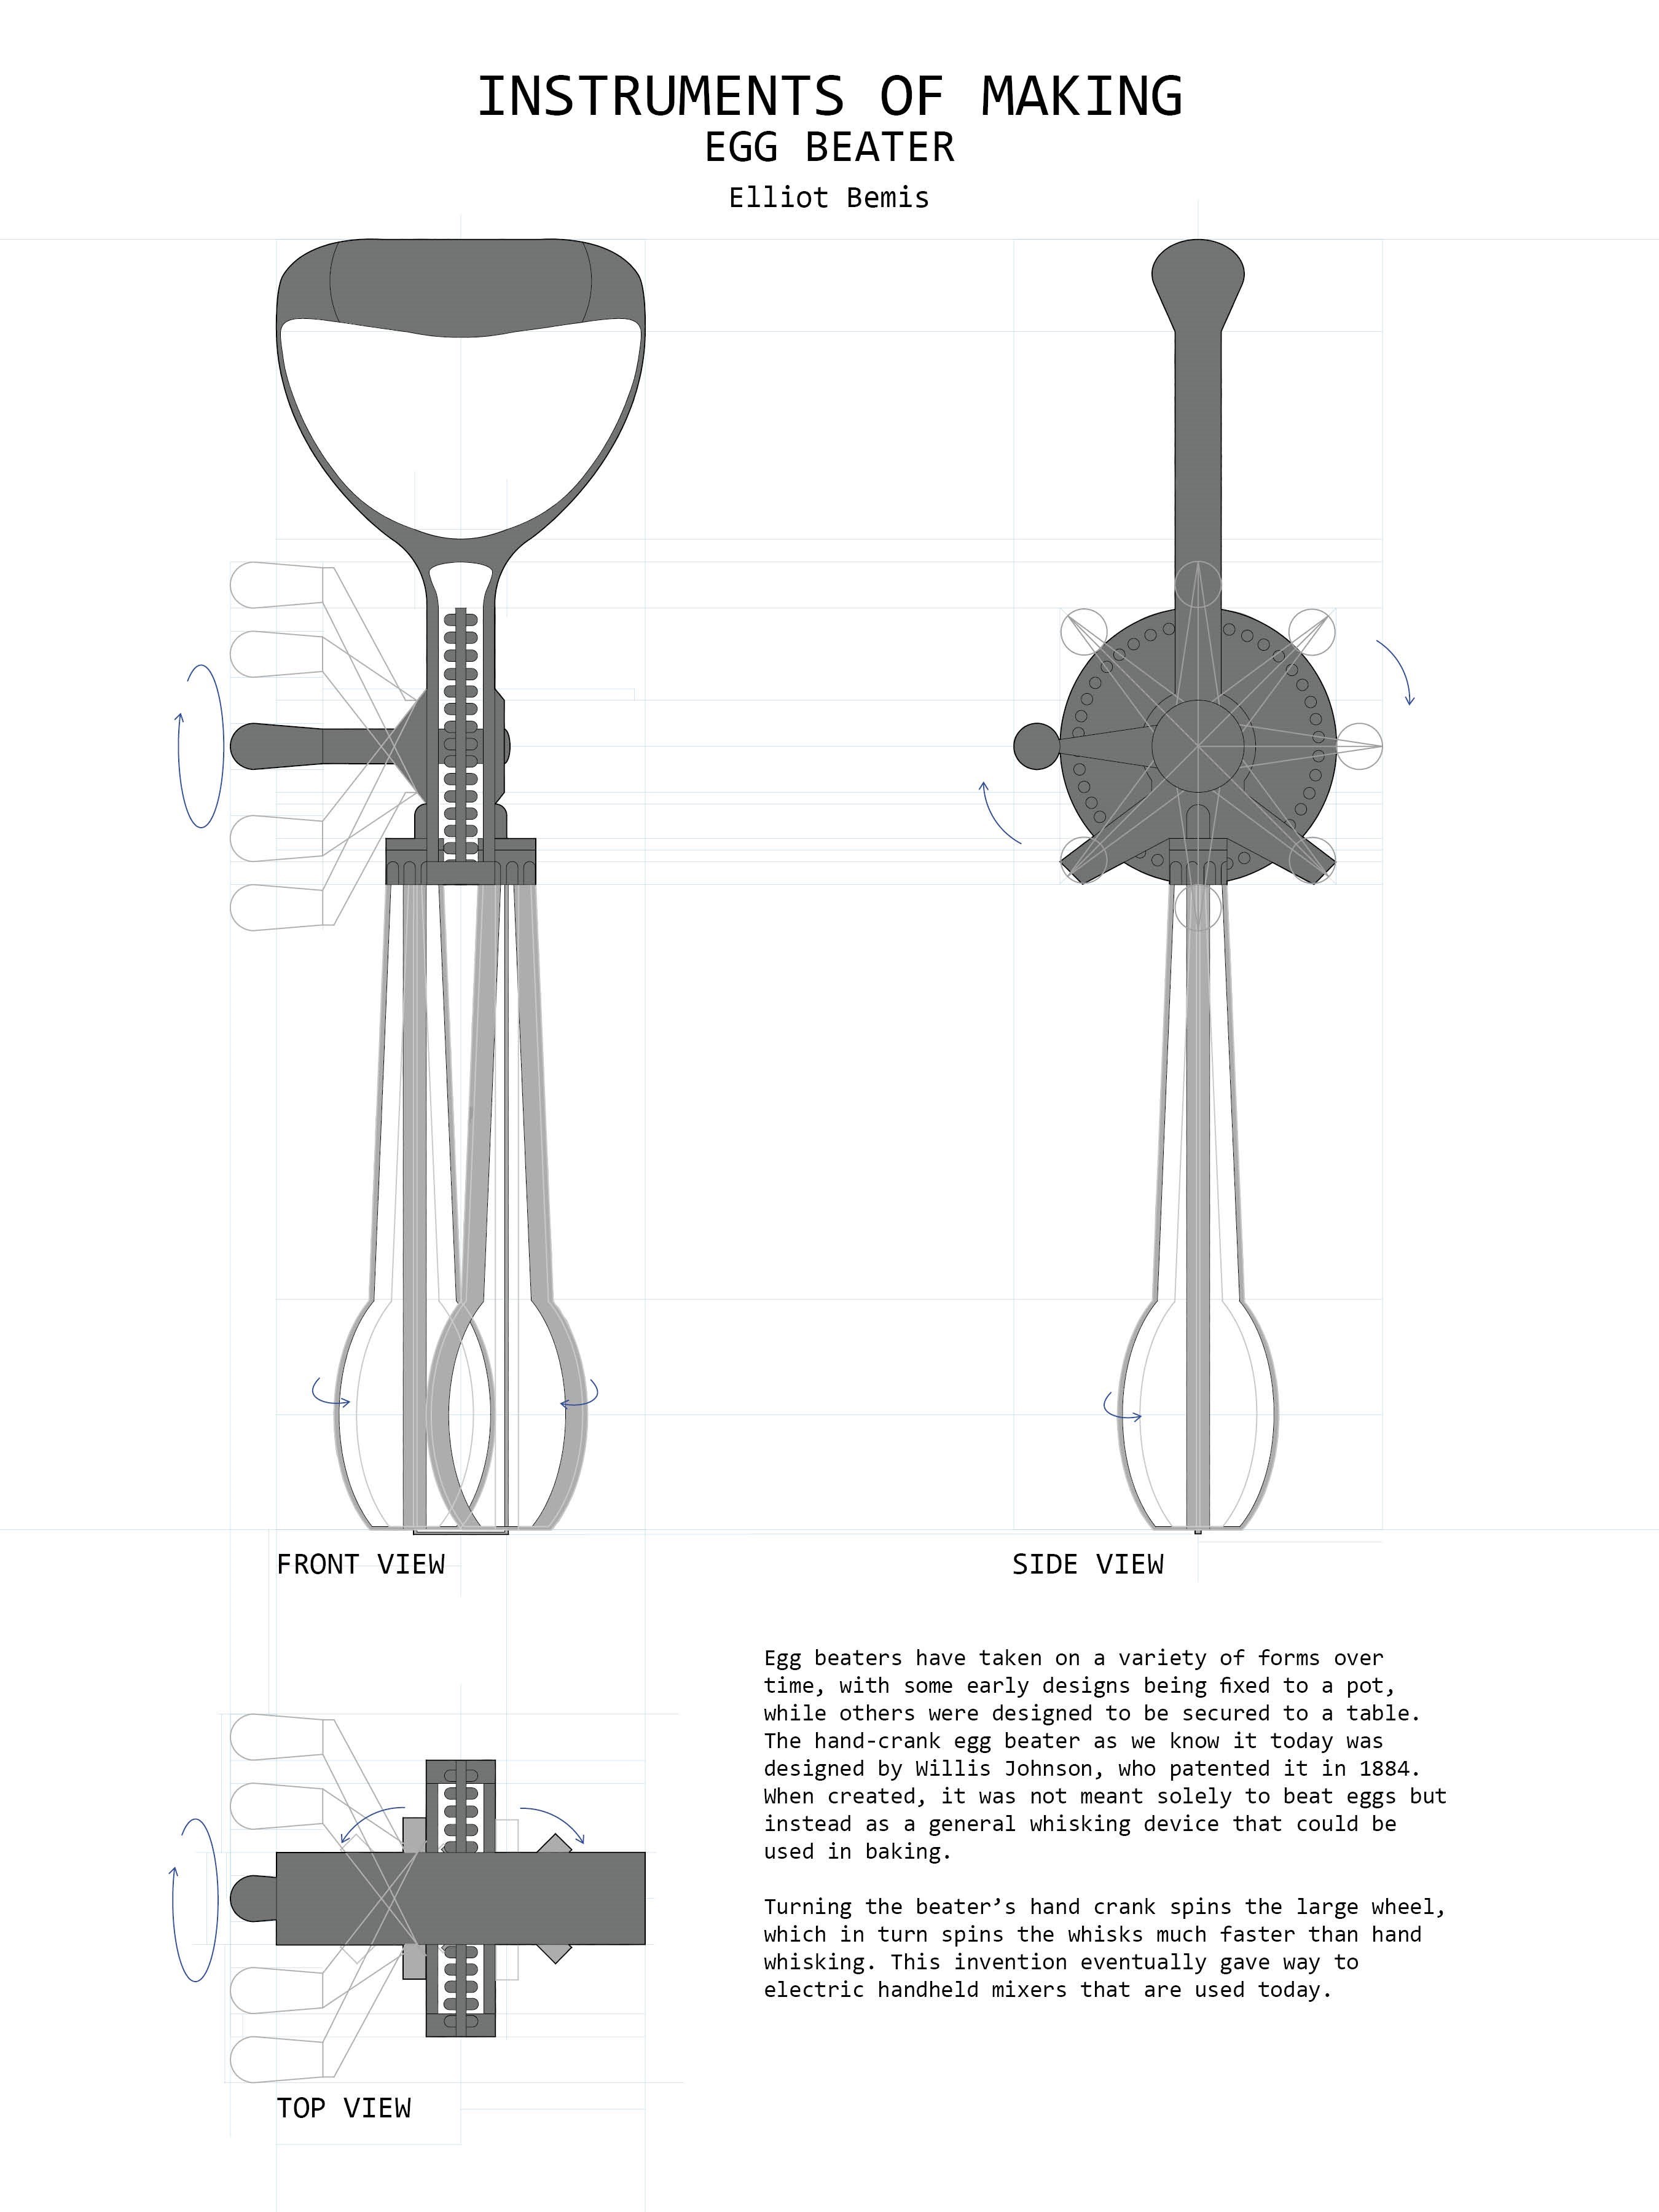 INSTRUMENTS OF MAKING
EGG BEATER
Elliot Bemis
FRONT VIEW
SIDE VIEW
Egg beaters have taken on a variety of forms over
time, with some early designs being fixed to a pot,
while others were designed to be secured to a table.
The hand-crank egg beater as we know it today was
designed by Willis Johnson, who patented it in 1884.
When created, it was not meant solely to beat eggs but
instead as a general whisking device that could be
used in baking.
Turning the beater’s hand crank spins the large wheel,
which in turn spins the whisks much faster than hand
whisking. This invention eventually gave way to
electric handheld mixers that are used today.
TOP VIEW